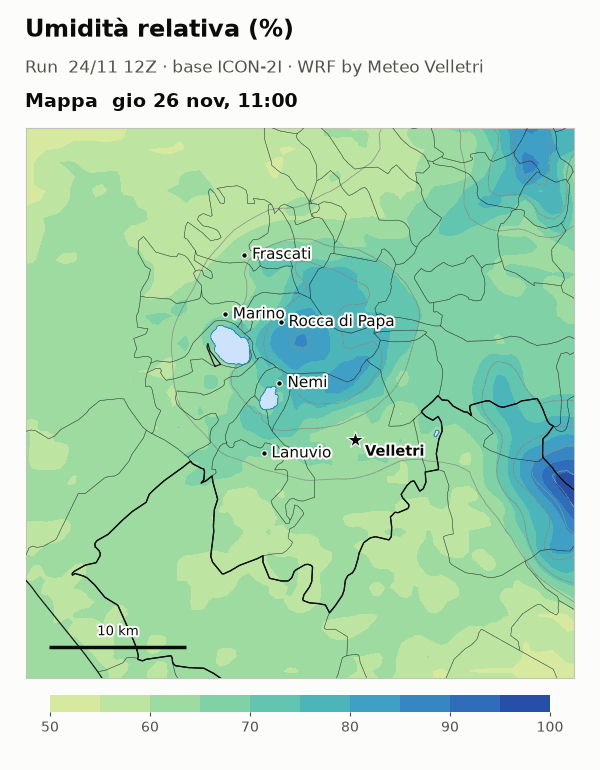 Umidità relativa (%)
Run  24/11 12Z · base ICON-2I · WRF by Meteo Velletri
Mappa  gio 26 nov, 11:00
Frascati
Marino
Rocca di Papa
Nemi
Velletri
Lanuvio
10 km
50 60 70 80 90 100